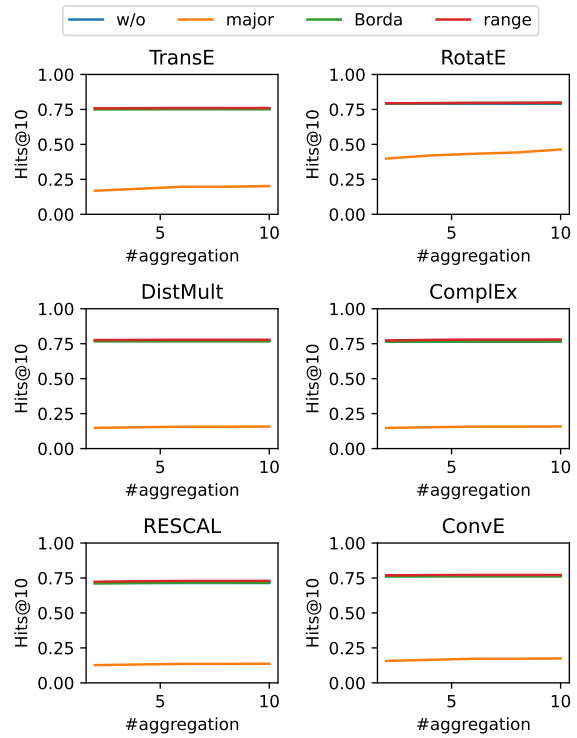 w/o major Borda range
TransE RotatE
1.00 1.00
0.75 0.75
Hits@10 Hits@10
0.50 0.50
0.25 0.25
0.00 0.00
5 10 5 10
#aggregation #aggregation
DistMult ComplEx
1.00 1.00
0.75 0.75
Hits@10 Hits@10
0.50 0.50
0.25 0.25
0.00 0.00
5 10 5 10
#aggregation #aggregation
RESCAL ConvE
1.00 1.00
0.75 0.75
Hits@10 Hits@10
0.50 0.50
0.25 0.25
0.00 0.00
5 10 5 10
#aggregation #aggregation